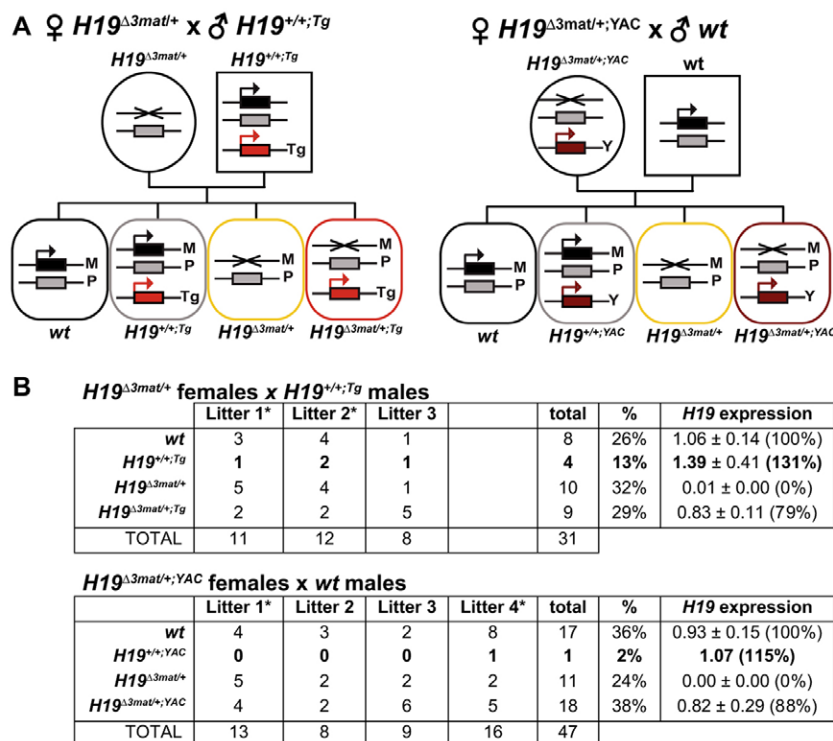 A ♀ H19Δ3mat/+ x ♂ H19+/+;Tg
♀ H19Δ3mat/+;YAC x ♂ wt
H19Δ3mat/+ H19+/+;Tg
H19Δ3mat/+;YAC wt
Tg
Y
M
P
M
P
Tg
M
P
M
P
Tg
wt H19+/+;Tg H19Δ3mat/+ H19Δ3mat/+;Tg
M
P
M
P
Y
M
P
M
P
Y
wt H19+/+;YAC H19Δ3mat/+ H19Δ3mat/+;YAC
B H19Δ3mat/+ females x H19+/+;Tg males
Litter 1* Litter 2* Litter 3 total % H19 expression
wt 3 4 1 8 26% 1.06 ± 0.14 (100%)
H19+/+;Tg 1 2 1 4 13% 1.39 ± 0.41 (131%)
H19Δ3mat/+ 5 4 1 10 32% 0.01 ± 0.00 (0%)
H19Δ3mat/+;Tg 2 2 5 9 29% 0.83 ± 0.11 (79%)
TOTAL 11 12 8 31
H19Δ3mat/+;YAC females x wt males
Litter 1* Litter 2 Litter 3 Litter 4* total % H19 expression
wt 4 3 2 8 17 36% 0.93 ± 0.15 (100%)
H19+/+;YAC 0 0 0 1 1 2% 1.07 (115%)
H19Δ3mat/+ 5 2 2 2 11 24% 0.00 ± 0.00 (0%)
H19Δ3mat/+;YAC 4 2 6 5 18 38% 0.82 ± 0.29 (88%)
TOTAL 13 8 9 16 47